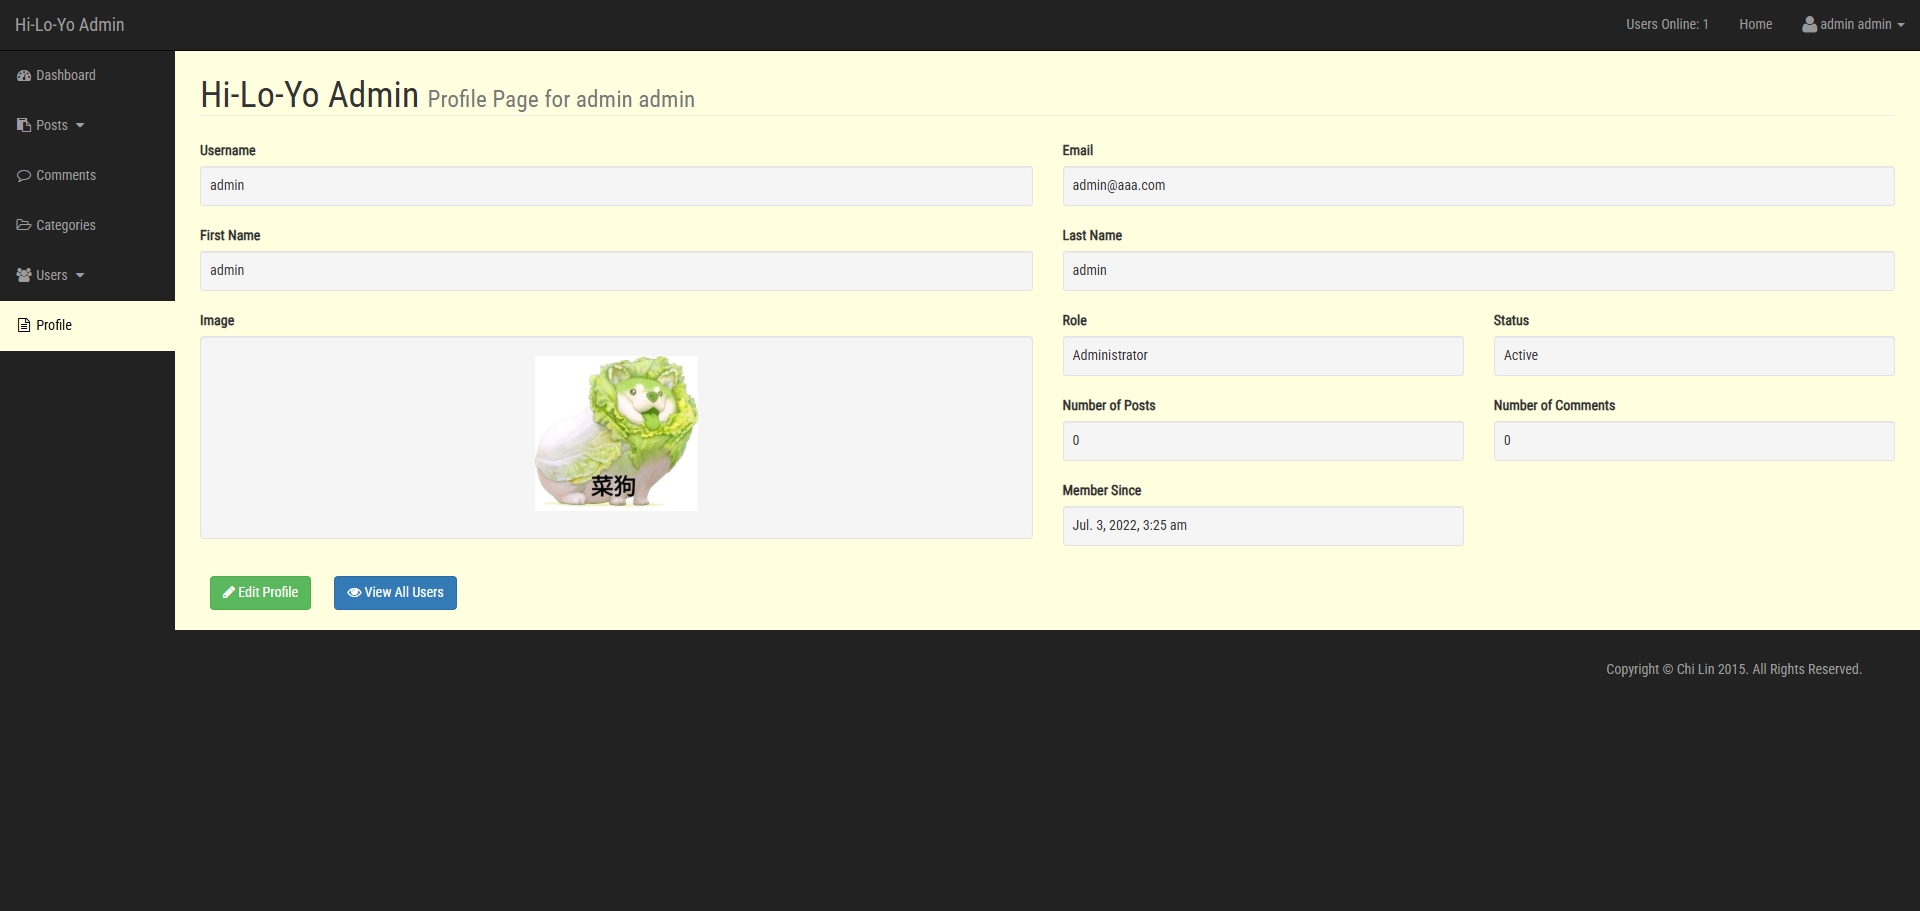 Hi-Lo-Yo Admin
Users Online: 1 Home admin admin
Dashboard
Posts
Comments
Categories
Users
Profile
Hi-Lo-Yo Admin Profile Page for admin admin
Username
admin
Email
admin@aaa.com
First Name
admin
Last Name
admin
Image
菜狗
Role
Administrator
Status
Active
Number of Posts
0
Number of Comments
0
Member Since
Jul. 3, 2022, 3:25 am
Edit Profile
View All Users
Copyright © Chi Lin 2015. All Rights Reserved.